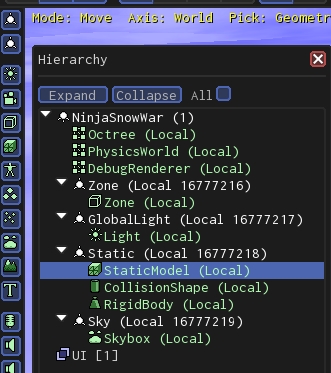 Mode: Move  Axis: World  Pick: Geometr
Hierarchy
Expand Collapse All
NinjaSnowWar (1)
Octree (Local)
PhysicsWorld (Local)
DebugRenderer (Local)
Zone (Local 16777216)
Zone (Local)
GlobalLight (Local 16777217)
Light (Local)
Static (Local 16777218)
StaticModel (Local)
CollisionShape (Local)
RigidBody (Local)
Sky (Local 16777219)
Skybox (Local)
UI [1]